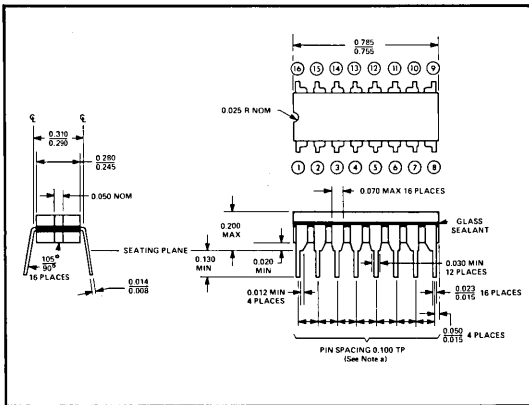 0.785
0.755
16 15 14 13 12 11 10 9
0.025 R NOM
1 2 3 4 5 6 7 8
℄ ℄
0.310
0.290
0.280
0.245
0.050 NOM
105°
90°
16 PLACES
0.014
0.008
SEATING PLANE
0.070 MAX 16 PLACES
0.200
MAX
GLASS
SEALANT
0.130
MIN
0.020
MIN
0.030 MIN
12 PLACES
0.012 MIN
4 PLACES
0.023
0.015 16 PLACES
0.050
0.015 4 PLACES
PIN SPACING 0.100 TP
(See Note a)